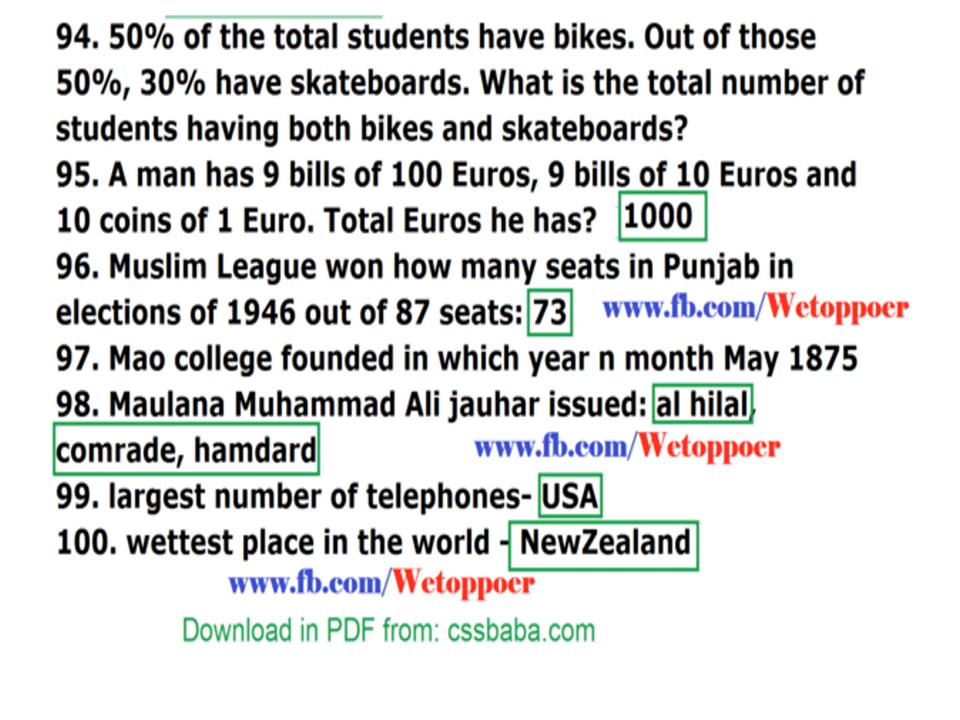 94. 50% of the total students have bikes. Out of those
50%, 30% have skateboards. What is the total number of
students having both bikes and skateboards?
95. A man has 9 bills of 100 Euros, 9 bills of 10 Euros and
10 coins of 1 Euro. Total Euros he has? 1000
96. Muslim League won how many seats in Punjab in
elections of 1946 out of 87 seats: 73 www.fb.com/Wetoppoer
97. Mao college founded in which year n month May 1875
98. Maulana Muhammad Ali jauhar issued: al hilal,
comrade, hamdard www.fb.com/Wetoppoer
99. largest number of telephones- USA
100. wettest place in the world - NewZealand
www.fb.com/Wetoppoer
Download in PDF from: cssbaba.com